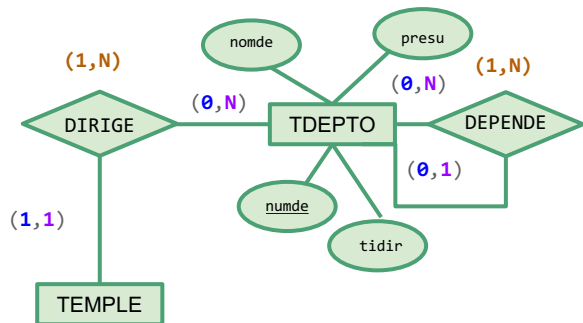 nomde
presu
(1,N)
(1,N)
(0,N)
(0,N)
DIRIGE
TDEPTO
DEPENDE
(0,1)
numde
(1,1)
tidir
TEMPLE